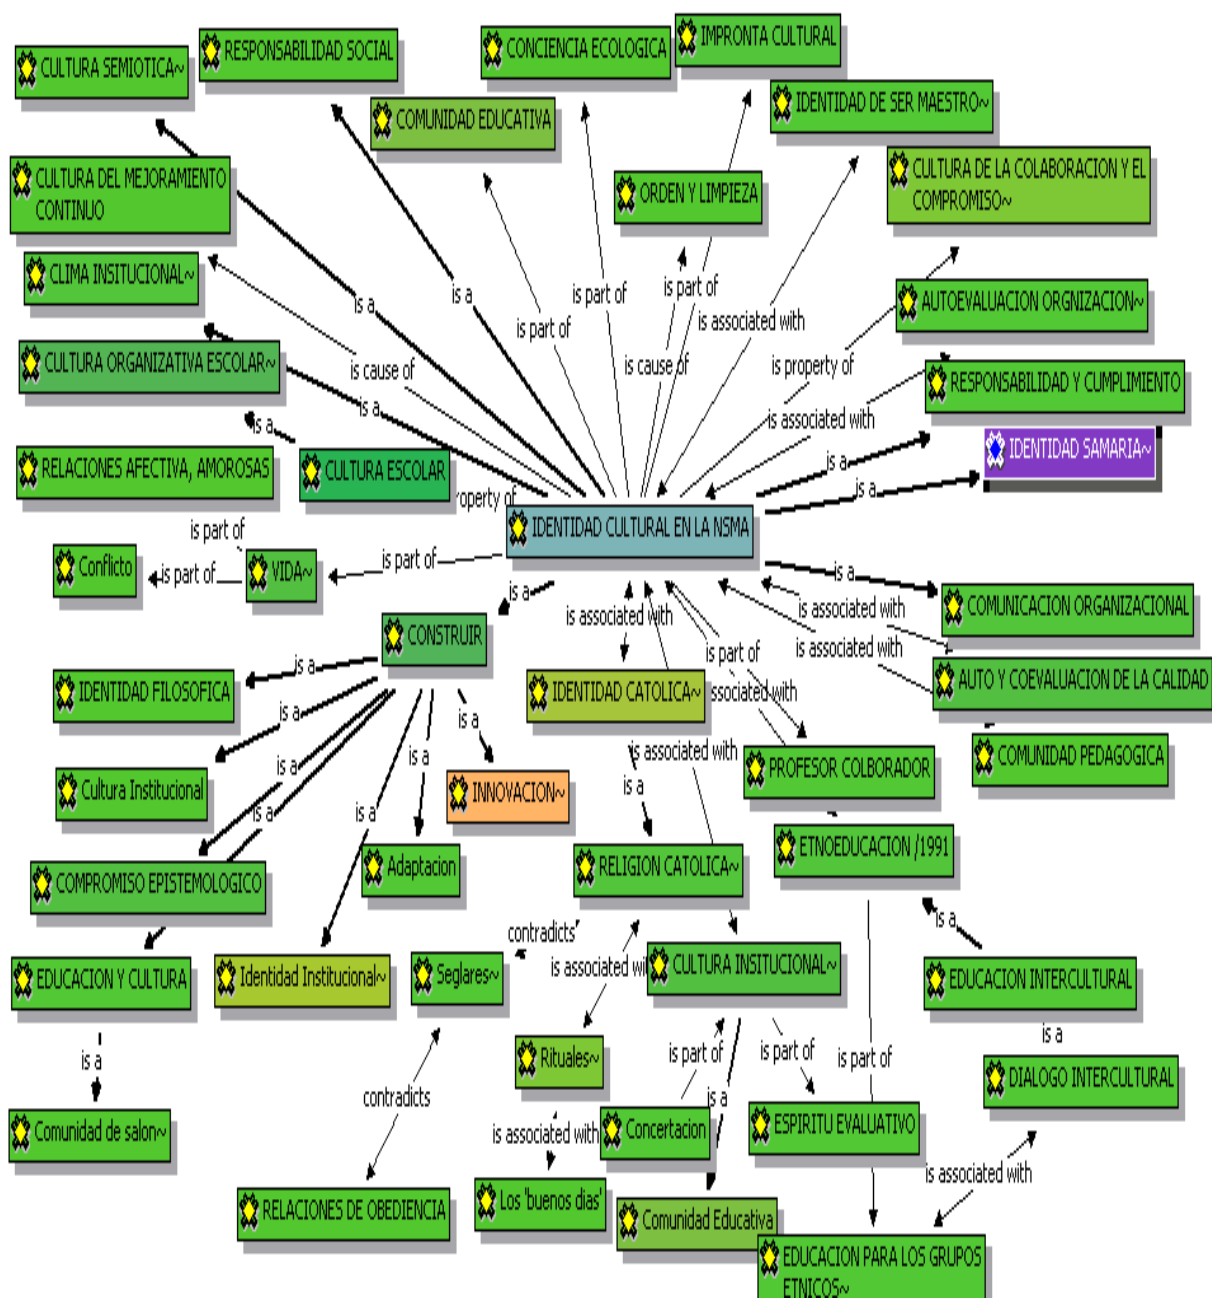 CULTURA SEMIOTICA~
RESPONSABILIDAD SOCIAL
CONCIENCIA ECOLOGICA
IMPRONTA CULTURAL
COMUNIDAD EDUCATIVA
IDENTIDAD DE SER MAESTRO~
CULTURA DEL MEJORAMIENTO
CONTINUO
ORDEN Y LIMPIEZA
CULTURA DE LA COLABORACION Y EL
COMPROMISO~
CLIMA INSITUCIONAL~
AUTOEVALUACION ORGNIZACION~
is a
is a
is part of
is part of
is part of
is associated with
CULTURA ORGANIZATIVA ESCOLAR~
is cause of
is a
is cause of
is property of
is associated with
RESPONSABILIDAD Y CUMPLIMIENTO
is a
RELACIONES AFECTIVA, AMOROSAS
CULTURA ESCOLAR
roperty of
is a
is a
IDENTIDAD SAMARIA~
IDENTIDAD CULTURAL EN LA NSMA
is part of
Conflicto
is part of
VIDA~
is part of
is a
is associated with
is a
is associated with
is associated with
COMUNICACION ORGANIZACIONAL
CONSTRUIR
is a
IDENTIDAD FILOSOFICA
is a
is a
is a
is a
IDENTIDAD CATOLICA~
is part of
ssociated with
is associated with
AUTO Y COEVALUACION DE LA CALIDAD
COMUNIDAD PEDAGOGICA
Cultura Institucional
is a
is a
is a
INNOVACION~
is a
PROFESOR COLBORADOR
COMPROMISO EPISTEMOLOGICO
Adaptacion
RELIGION CATOLICA~
ETNOEDUCACION /1991
contradicts
is a
EDUCACION Y CULTURA
Identidad Institucional~
Seglares~
is associated wi
CULTURA INSITUCIONAL~
EDUCACION INTERCULTURAL
is a
is a
contradicts
Rituales~
is part of
is a
is part of
is part of
DIALOGO INTERCULTURAL
Comunidad de salon~
is associated with
Concertacion
ESPIRITU EVALUATIVO
is associated with
RELACIONES DE OBEDIENCIA
Los 'buenos dias'
Comunidad Educativa
EDUCACION PARA LOS GRUPOS
ETNICOS~